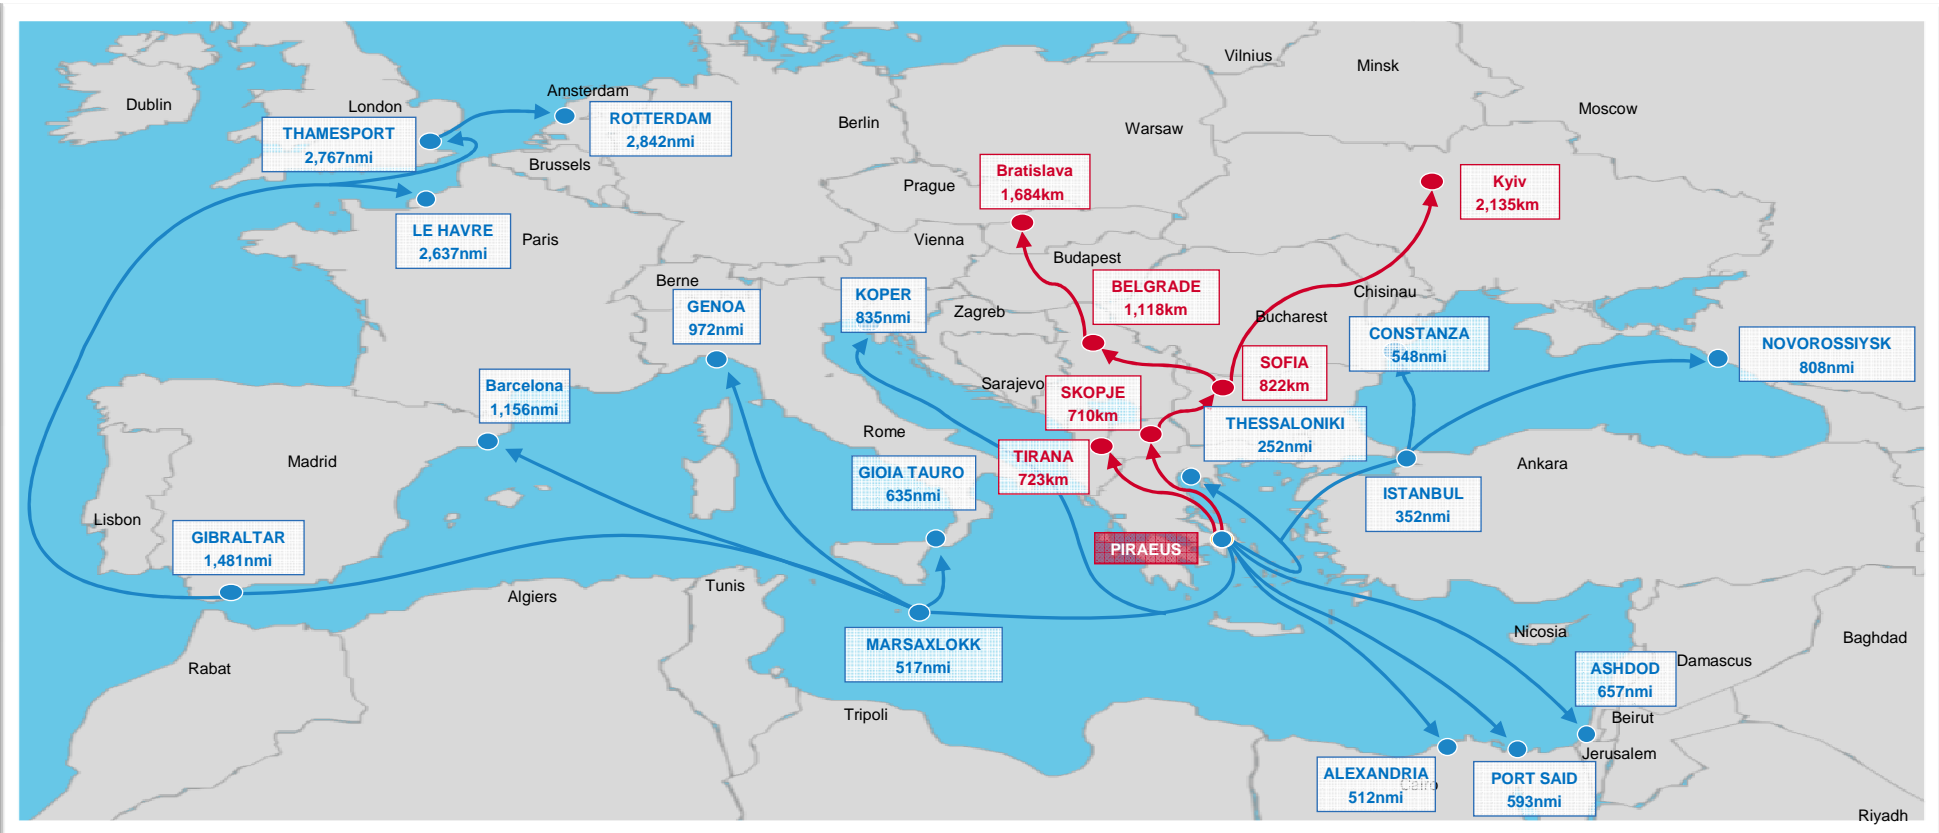 Vilnius
Minsk
Dublin
London
Amsterdam
Moscow
THAMESPORT
2,767nmi
ROTTERDAM
2,842nmi
Berlin
Warsaw
Brussels
Prague
Bratislava
1,684km
Kyiv
2,135km
LE HAVRE
2,637nmi
Paris
Vienna
Budapest
Berne
GENOA
972nmi
KOPER
835nmi
Zagreb
BELGRADE
1,118km
Chisinau
Bucharest
CONSTANZA
548nmi
NOVOROSSIYSK
808nmi
Barcelona
1,156nmi
Sarajevo
SKOPJE
710km
SOFIA
822km
THESSALONIKI
252nmi
Rome
Madrid
GIOIA TAURO
635nmi
TIRANA
723km
Ankara
ISTANBUL
352nmi
Lisbon
GIBRALTAR
1,481nmi
PIRAEUS
Algiers
Tunis
MARSAXLOKK
517nmi
Nicosia
Baghdad
Rabat
ASHDOD
657nmi
Damascus
Tripoli
Beirut
Jerusalem
ALEXANDRIA
512nmi
Cairo
PORT SAID
593nmi
Riyadh